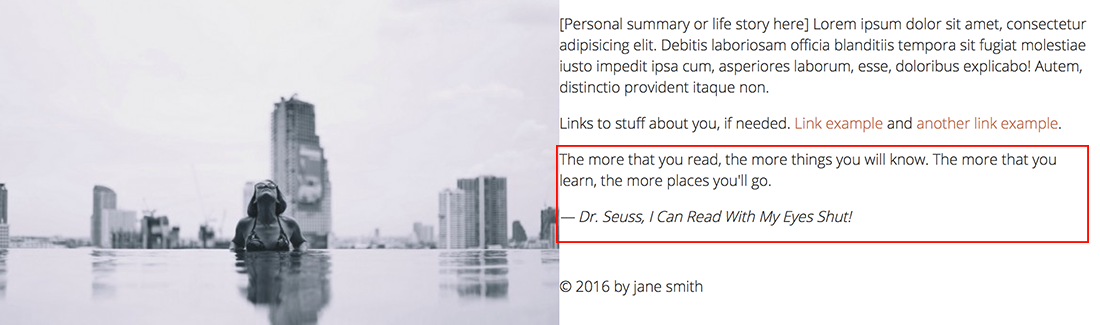 [Personal summary or life story here] Lorem ipsum dolor sit amet, consectetur
adipisicing elit. Debitis laboriosam officia blanditiis tempora sit fugiat molestiae
iusto impedit ipsa cum, asperiores laborum, esse, doloribus explicabo! Autem,
distinctio provident itaque non.
Links to stuff about you, if needed. Link example and another link example.
The more that you read, the more things you will know. The more that you
learn, the more places you'll go.
— Dr. Seuss, I Can Read With My Eyes Shut!
© 2016 by jane smith